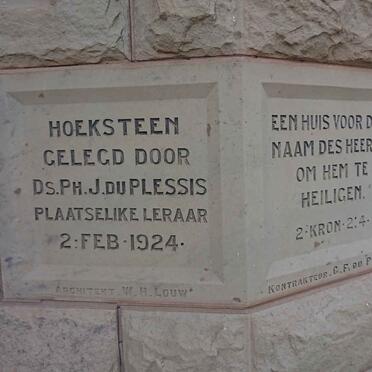 HOEKSTEEN
GELEGD DOOR
DS. PH. J. DU PLESSIS
PLAATSELIKE LERAAR
2: FEB · 1924 ·
ARCHITEKT W. H. LOUW
EEN HUIS VOOR D
NAAM DES HEER
OM HEM TE
HEILIGEN.
2· KRON· 2: 4·
KONTRAKTEUR. C. F. DU P